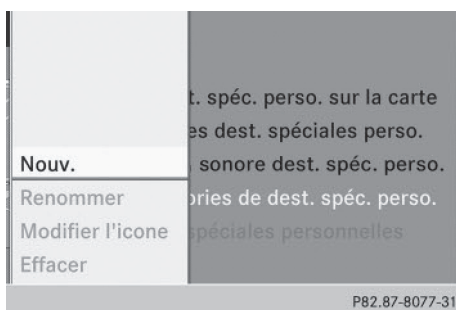 t. spéc. perso. sur la carte
es dest. spéciales perso.
Nouv.
sonore dest. spéc. perso.
Renommer
ories de dest. spéc. perso.
Modifier l'icone
spéciales personnelles
Effacer
P82.87-8077-31